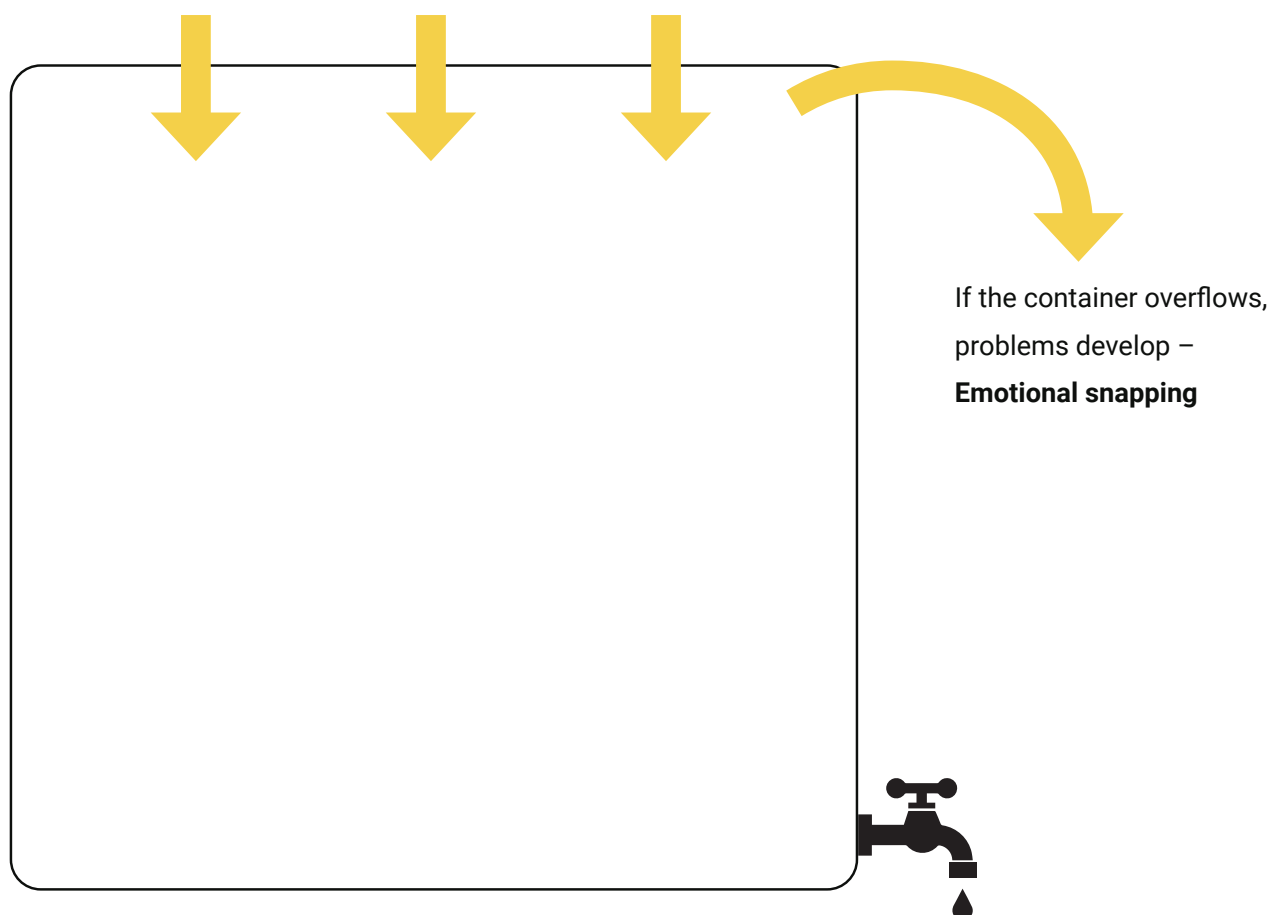 If the container overflows,
problems develop –
Emotional snapping